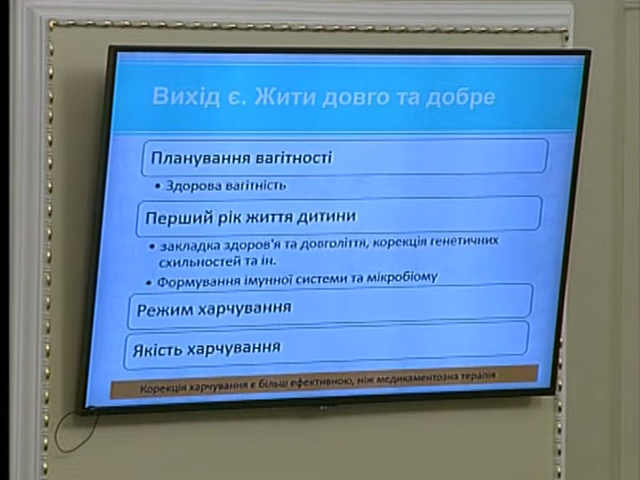 Вихід є. Жити довго та добре
Планування вагітності
• Здорова вагітність
Перший рік життя дитини
• закладка здоров'я та довголіття, корекція генетичних
схильностей та ін.
• Формування імунної системи та мікробіому
Режим харчування
Якість харчування
Корекція харчування є більш ефективною, ніж медикаментозна терапія